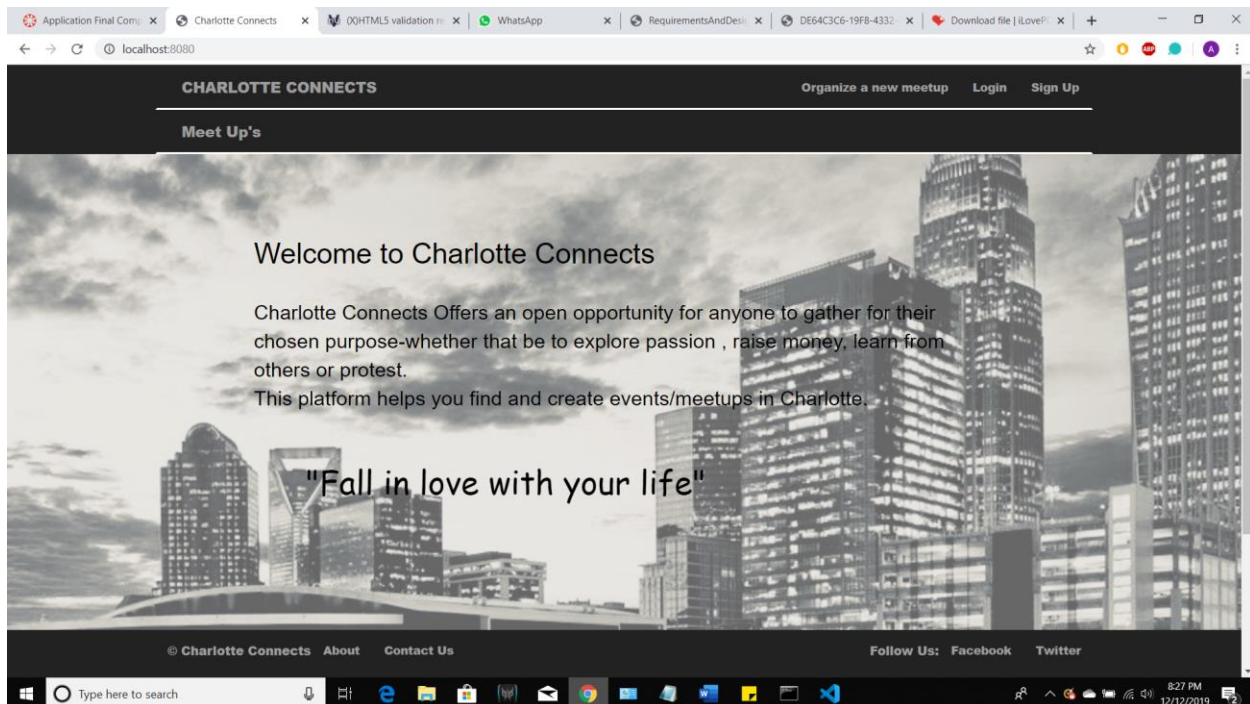 Application Final Comp
Charlotte Connects
(X)HTML5 validation re
WhatsApp
RequirementsAndDesi
DE64C3C6-19F8-4332-
Download file | iLoveP
localhost:8080
ABP
A
CHARLOTTE CONNECTS
Organize a new meetup Login Sign Up
Meet Up's
Welcome to Charlotte Connects
Charlotte Connects Offers an open opportunity for anyone to gather for their
chosen purpose-whether that be to explore passion , raise money, learn from
others or protest.
This platform helps you find and create events/meetups in Charlotte.
"Fall in love with your life"
© Charlotte Connects About Contact Us
Follow Us: Facebook Twitter
Type here to search
8:27 PM
12/12/2019
2